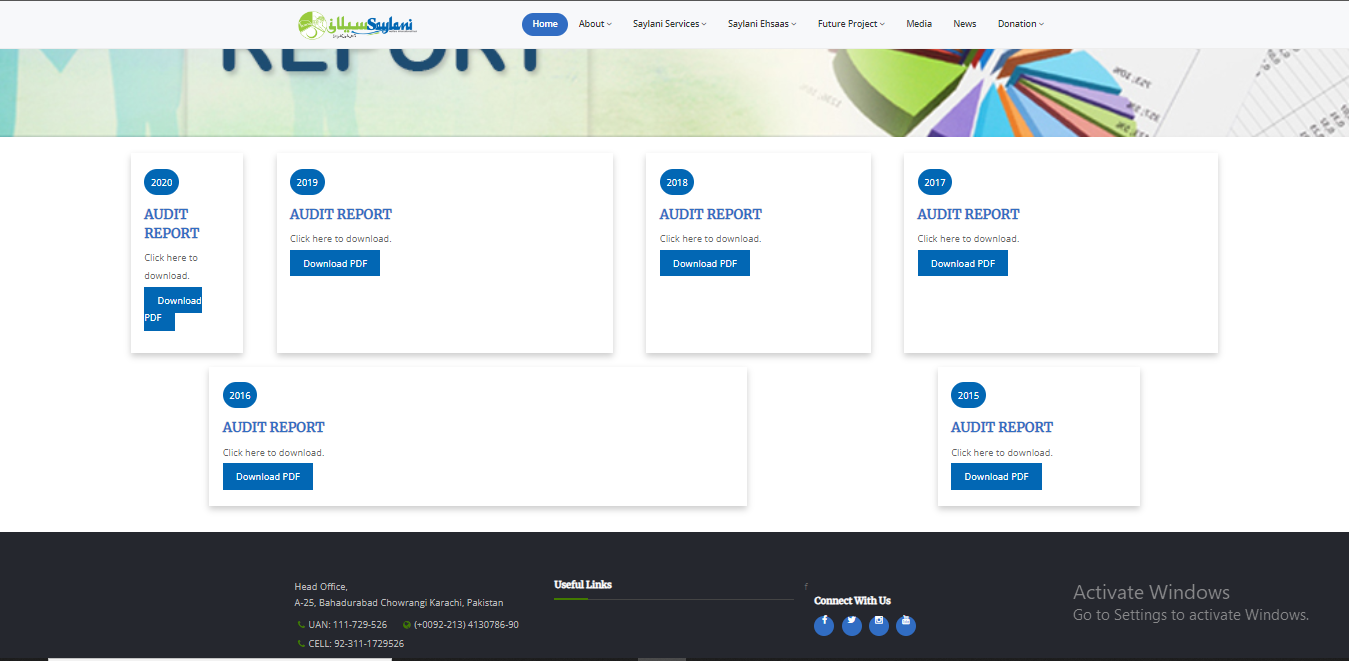 سیلانی Saylani
Home About Saylani Services Saylani Ehsaas Future Project Media News Donation
REPORT
2020
AUDIT
REPORT
Click here to
download.
Download
PDF
2019
AUDIT REPORT
Click here to download.
Download PDF
2018
AUDIT REPORT
Click here to download.
Download PDF
2017
AUDIT REPORT
Click here to download.
Download PDF
2016
AUDIT REPORT
Click here to download.
Download PDF
2015
AUDIT REPORT
Click here to download.
Download PDF
Head Office,
A-25, Bahadurabad Chowrangi Karachi, Pakistan
UAN: 111-729-526 (+0092-213) 4130786-90
CELL: 92-311-1729526
Useful Links
f
Connect With Us
Activate Windows
Go to Settings to activate Windows.